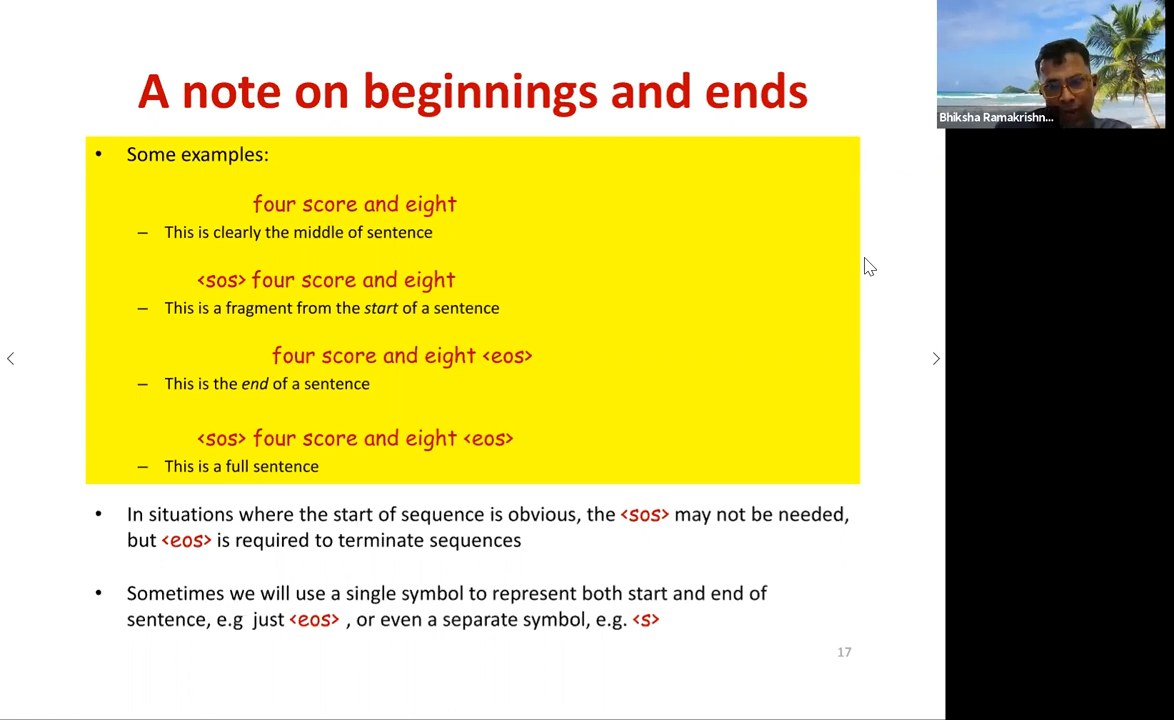 A note on beginnings and ends
Bhiksha Ramakrishn...
• Some examples:
four score and eight
– This is clearly the middle of sentence
<sos> four score and eight
– This is a fragment from the start of a sentence
four score and eight <eos>
– This is the end of a sentence
<sos> four score and eight <eos>
– This is a full sentence
• In situations where the start of sequence is obvious, the <sos> may not be needed,
but <eos> is required to terminate sequences
• Sometimes we will use a single symbol to represent both start and end of
sentence, e.g just <eos> , or even a separate symbol, e.g. <s>
17